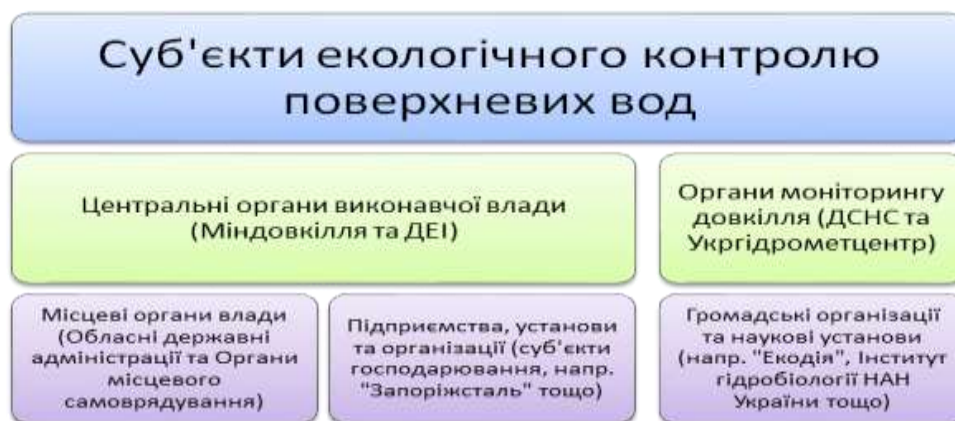 Суб'єкти екологічного контролю
поверхневих вод
Центральні органи виконавчої влади
(Міндовкілля та ДЕІ)
Органи моніторингу
довкілля (ДСНС та
Укргідрометцентр)
Місцеві органи влади
(Обласні державні
адміністрації та Органи
місцевого
самоврядування)
Підприємства, установи
та організації (суб'єкти
господарювання, напр.
"Запоріжсталь" тощо)
Громадські організації
та наукові установи
(напр. "Екодія", Інститут
гідробіології НАН
України тощо)